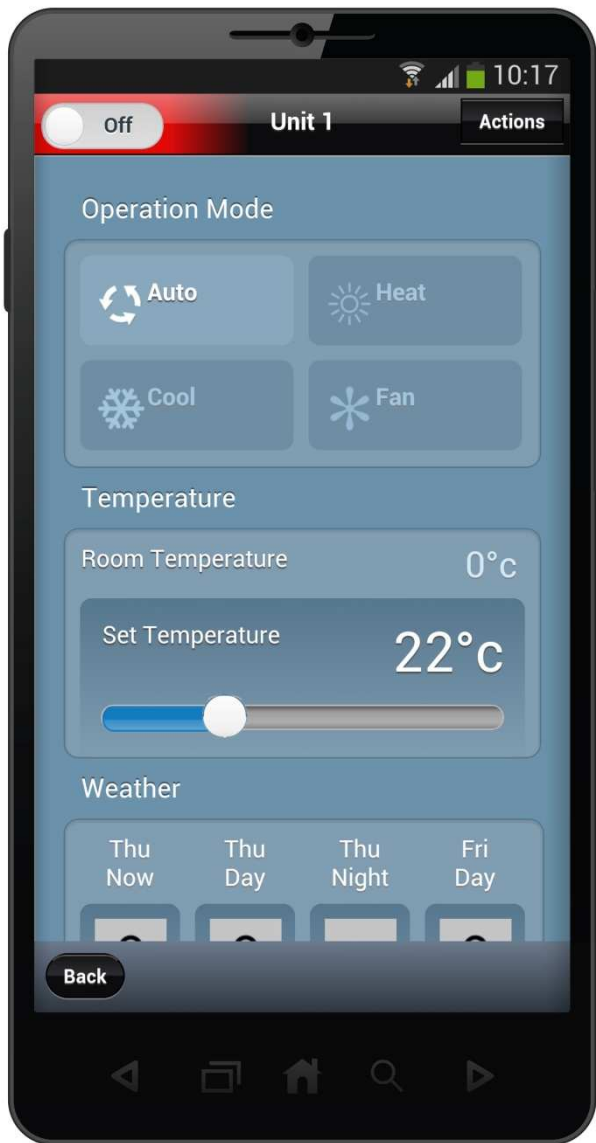 10:17
Off
Unit 1
Actions
Operation Mode
Auto
Heat
Cool
Fan
Temperature
Room Temperature
0°c
Set Temperature
22°c
Weather
Thu Thu Thu Fri
Now Day Night Day
Back